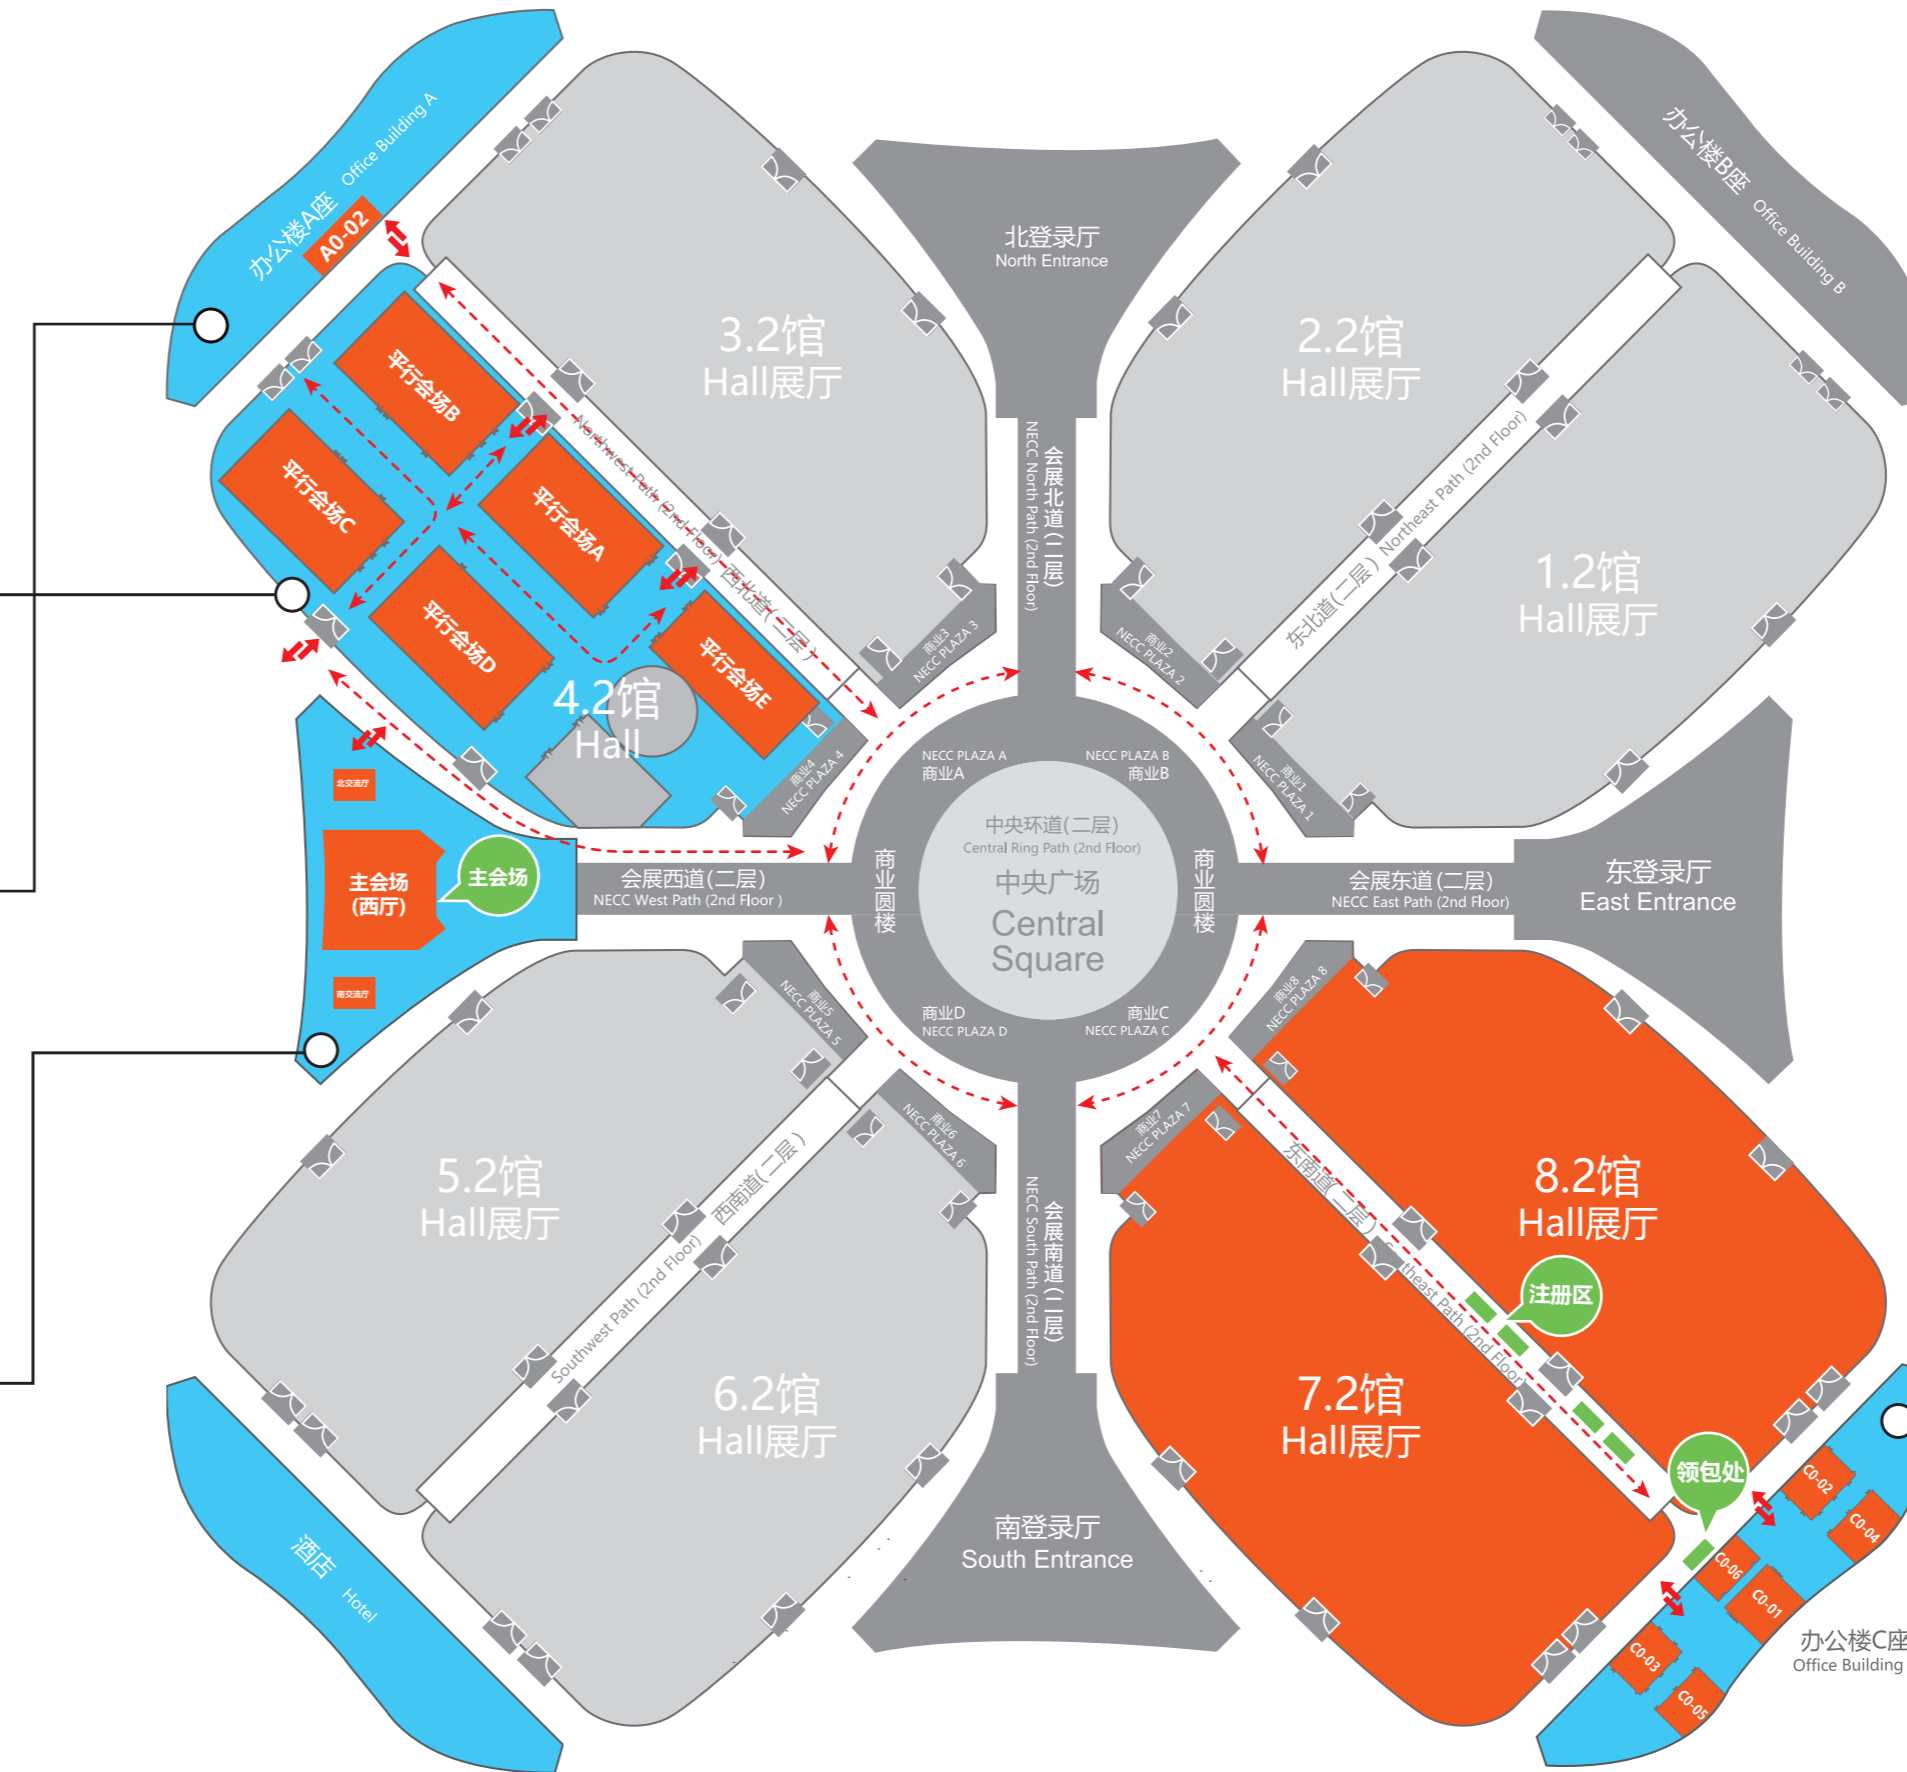 办公楼A座 Office Building A
A0-02
办公楼B座 Office Building B
北登录厅
North Entrance
3.2馆
Hall展厅
2.2馆
Hall展厅
1.2馆
Hall展厅
平行会场B
平行会场C
平行会场A
平行会场D
平行会场E
4.2馆
Hall
Northwest Path (2nd Floor) 西北道(二层)
会展北道(二层)
NECC North Path (2nd Floor)
东北道(二层) Northeast Path (2nd Floor)
商业3
NECC PLAZA 3
商业2
NECC PLAZA 2
商业4
NECC PLAZA 4
商业1
NECC PLAZA 1
NECC PLAZA A
商业A
NECC PLAZA B
商业B
中央环道(二层)
Central Ring Path (2nd Floor)
中央广场
Central
Square
商业圆楼
商业圆楼
商业D
NECC PLAZA D
商业C
NECC PLAZA C
北交流厅
主会场
(西厅)
主会场
南交流厅
会展西道(二层)
NECC West Path (2nd Floor)
会展东道(二层)
NECC East Path (2nd Floor)
东登录厅
East Entrance
商业5
NECC PLAZA 5
商业8
NECC PLAZA 8
商业6
NECC PLAZA 6
商业7
NECC PLAZA 7
5.2馆
Hall展厅
6.2馆
Hall展厅
7.2馆
Hall展厅
8.2馆
Hall展厅
Southwest Path (2nd Floor) 西南道(二层)
会展南道(二层)
NECC South Path (2nd Floor)
东南道(二层) Southeast Path (2nd Floor)
注册区
领包处
南登录厅
South Entrance
酒店 Hotel
C0-02
C0-04
C0-06
C0-01
C0-03
C0-05
办公楼C座
Office Building